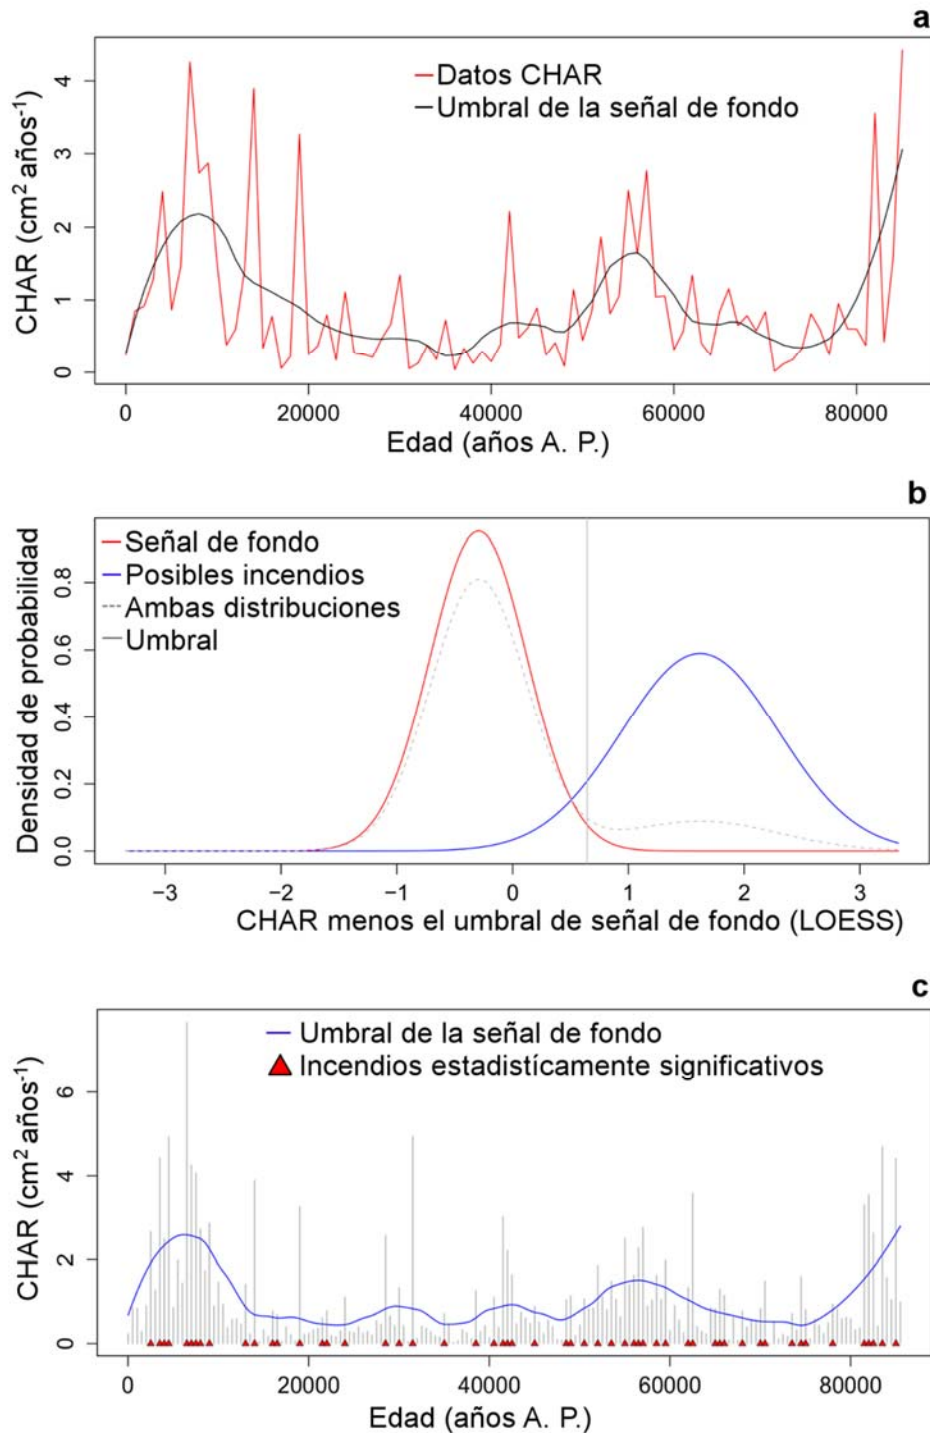 a
CHAR (cm² años⁻¹)
4
3
2
1
0
Datos CHAR
Umbral de la señal de fondo
0 20000 40000 60000 80000
Edad (años A. P.)
b
Densidad de probabilidad
0.8
0.6
0.4
0.2
0.0
Señal de fondo
Posibles incendios
Ambas distribuciones
Umbral
−3 −2 −1 0 1 2 3
CHAR menos el umbral de señal de fondo (LOESS)
c
CHAR (cm² años⁻¹)
6
4
2
0
Umbral de la señal de fondo
Incendios estadistícamente significativos
0 20000 40000 60000 80000
Edad (años A. P.)